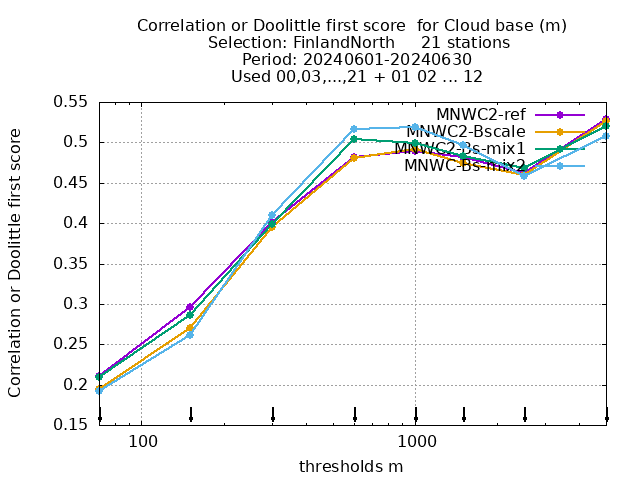 Correlation or Doolittle first score  for Cloud base (m)
Selection: FinlandNorth     21 stations
Period: 20240601-20240630
Used 00,03,...,21 + 01 02 ... 12
Correlation or Doolittle first score
0.55
0.5
0.45
0.4
0.35
0.3
0.25
0.2
0.15
MNWC2-ref
MNWC2-Bscale
MNWC2-Bs-mix1
MNWC-Bs-mix2
100
1000
thresholds m